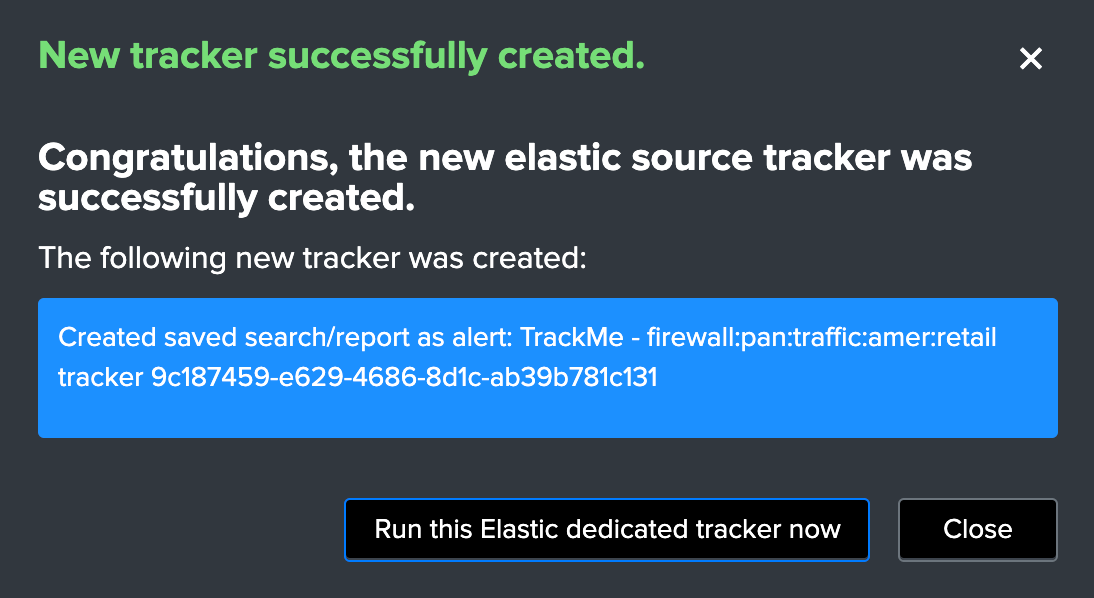 New tracker successfully created.
Congratulations, the new elastic source tracker was
successfully created.
The following new tracker was created:
Created saved search/report as alert: TrackMe - firewall:pan:traffic:amer:retail
tracker 9c187459-e629-4686-8d1c-ab39b781c131
Run this Elastic dedicated tracker now
Close